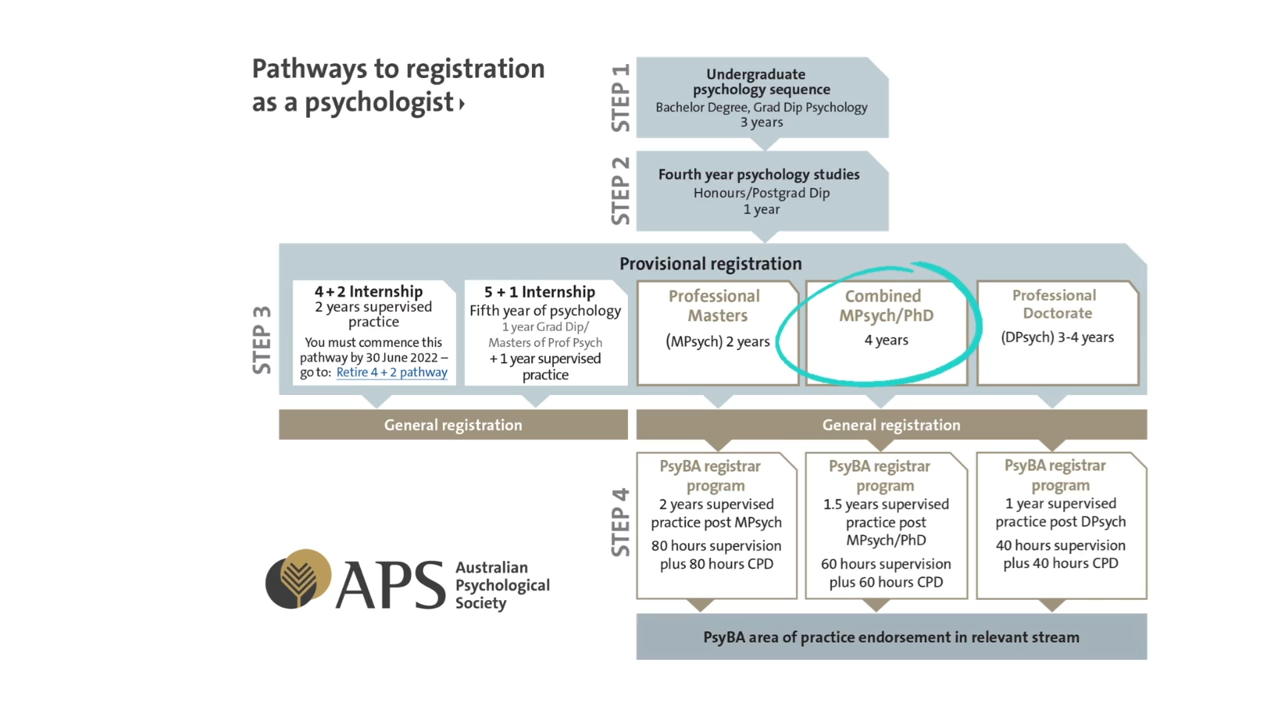 Pathways to registration
as a psychologist
STEP 1
Undergraduate
psychology sequence
Bachelor Degree, Grad Dip Psychology
3 years
STEP 2
Fourth year psychology studies
Honours/Postgrad Dip
1 year
STEP 3
Provisional registration
4 + 2 Internship
2 years supervised
practice
You must commence this
pathway by 30 June 2022 –
go to: Retire 4 + 2 pathway
5 + 1 Internship
Fifth year of psychology
1 year Grad Dip/
Masters of Prof Psych
+ 1 year supervised
practice
Professional
Masters
(MPsych) 2 years
Combined
MPsych/PhD
4 years
Professional
Doctorate
(DPsych) 3-4 years
General registration
General registration
STEP 4
PsyBA registrar
program
2 years supervised
practice post MPsych
80 hours supervision
plus 80 hours CPD
PsyBA registrar
program
1.5 years supervised
practice post
MPsych/PhD
60 hours supervision
plus 60 hours CPD
PsyBA registrar
program
1 year supervised
practice post DPsych
40 hours supervision
plus 40 hours CPD
PsyBA area of practice endorsement in relevant stream
APS
Australian
Psychological
Society